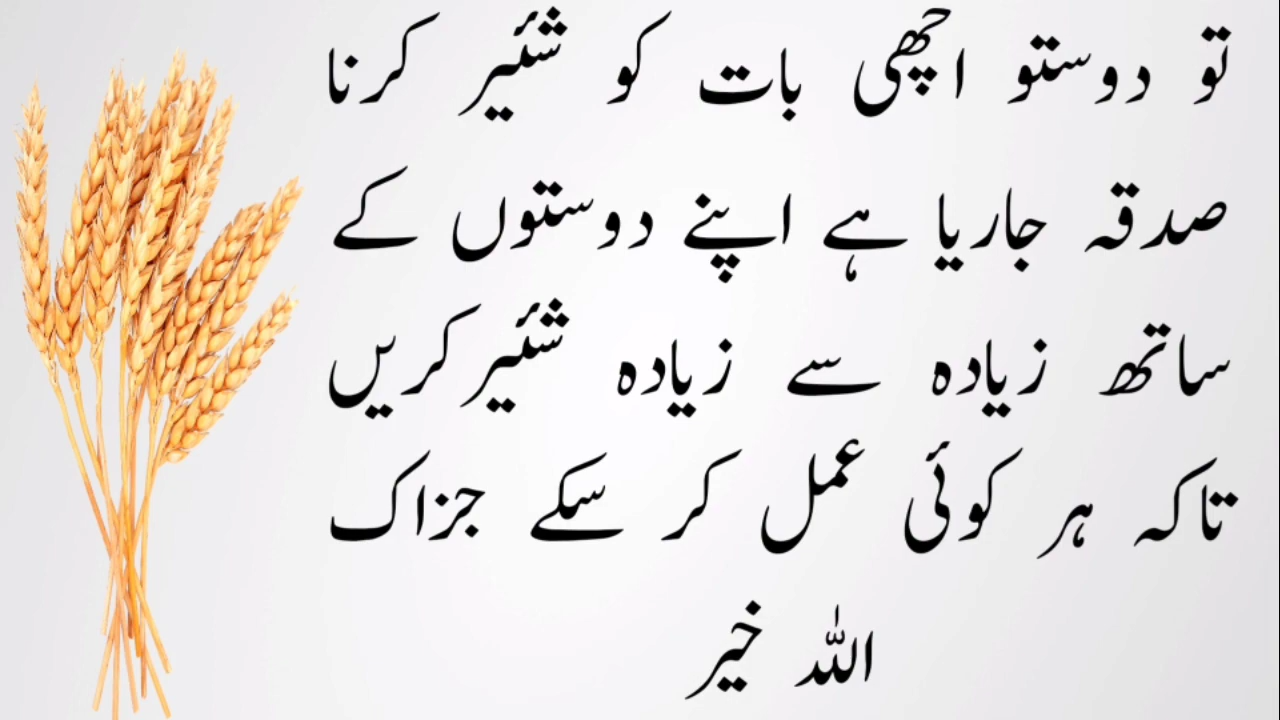 تو دوستو اچھی بات کو شئیر کرنا
صدقہ جاریا ہے اپنے دوستوں کے
ساتھ زیادہ سے زیادہ شئیر کریں
تاکہ ہر کوئی عمل کر سکے جزاک
اللہ خیر